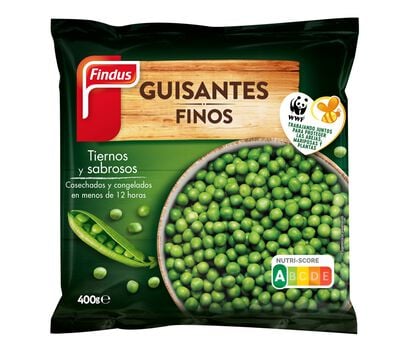 Findus
GUISANTES
FINOS
Tiernos
y sabrosos
Cosechados y congelados
en menos de 12 horas
WWF
TRABAJANDO JUNTOS
PARA PROTEGER
LAS ABEJAS,
MARIPOSAS Y
PLANTAS
NUTRI-SCORE
A B C D E
400g e